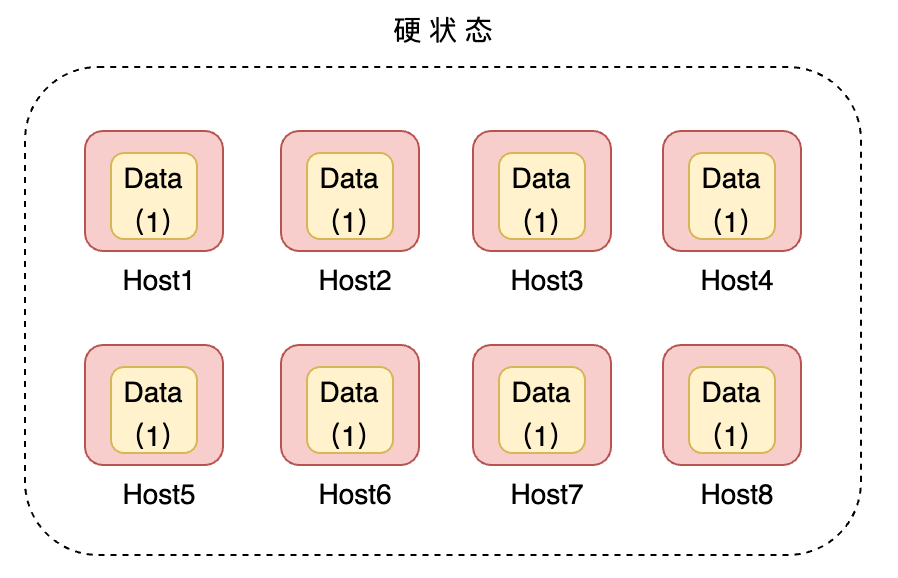 硬状态
Data
(1)
Data
(1)
Data
(1)
Data
(1)
Host1
Host2
Host3
Host4
Data
(1)
Data
(1)
Data
(1)
Data
(1)
Host5
Host6
Host7
Host8